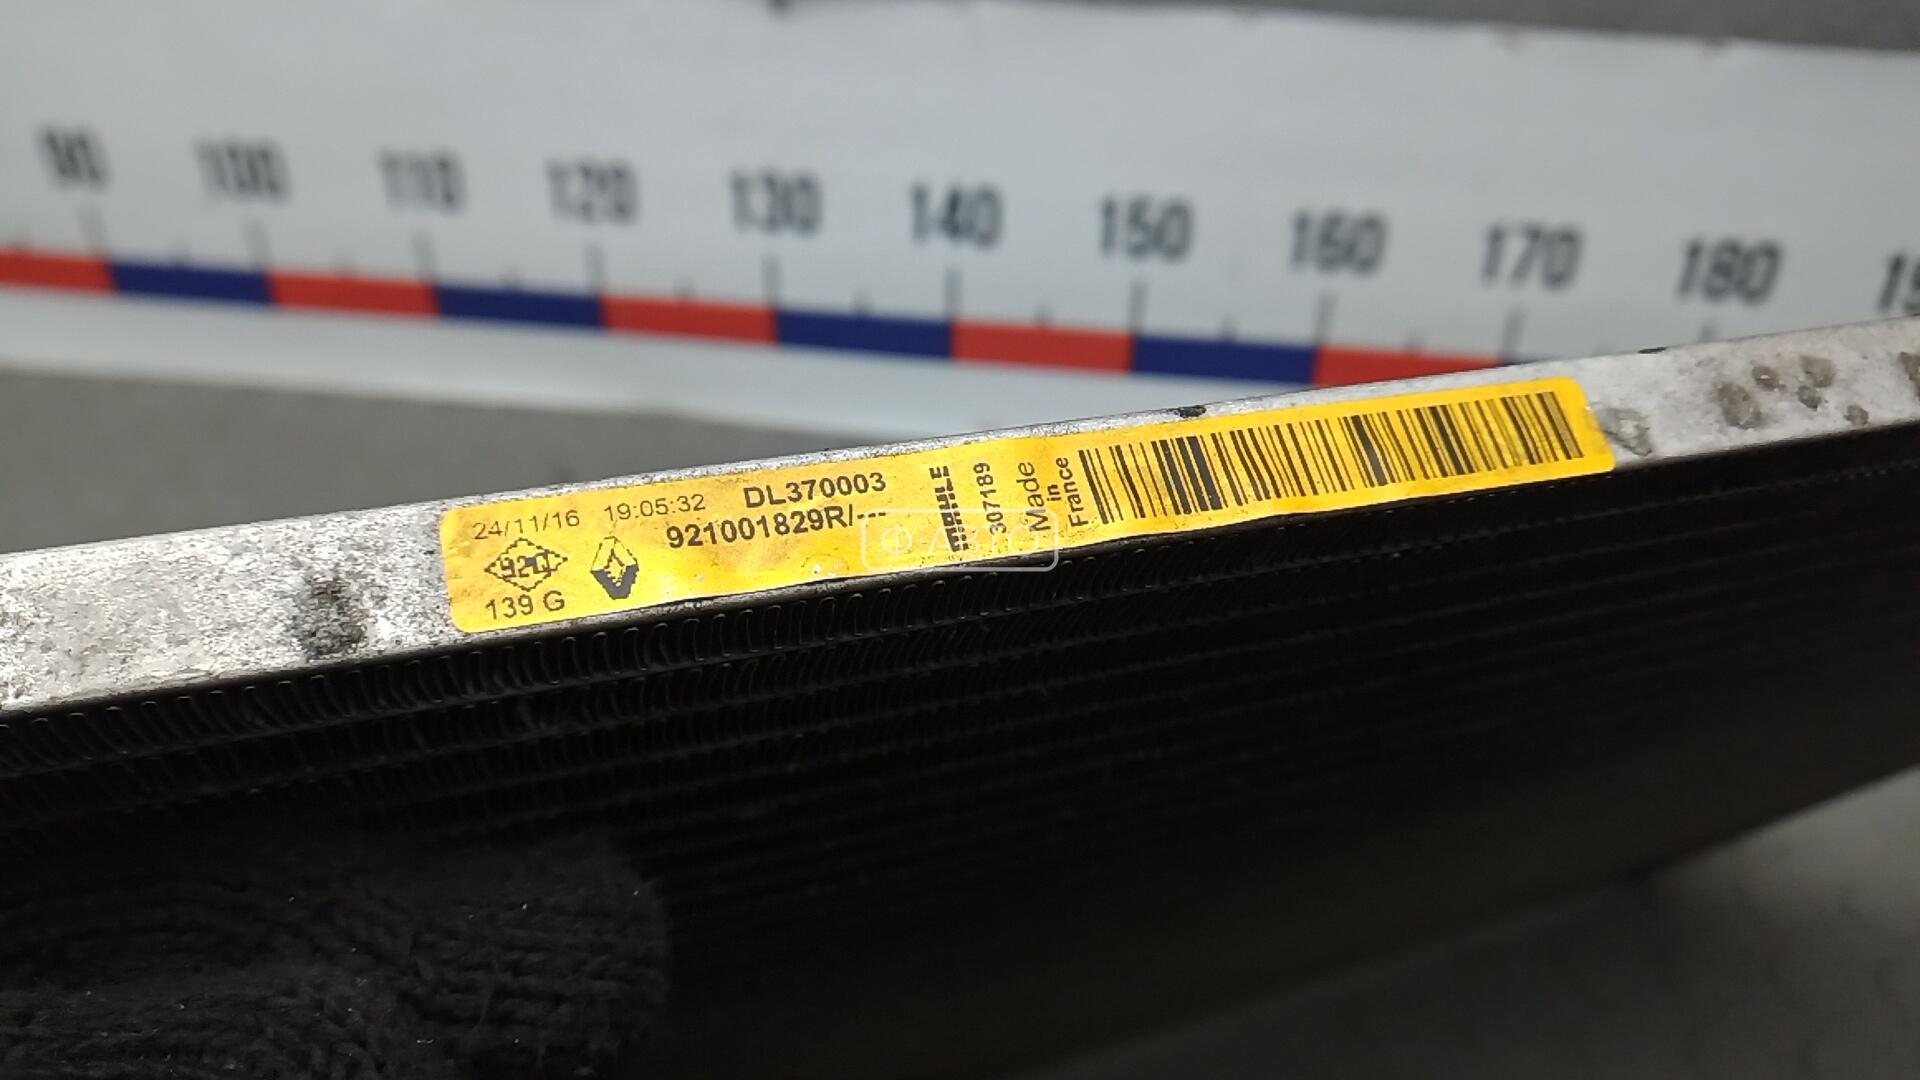 90 100 110 120 130 140 150 160 170 180
24/11/16 19:05:32 DL370003
921001829R/---
139 G
MAHLE
307189
Made
in
France
Ф-АВТО